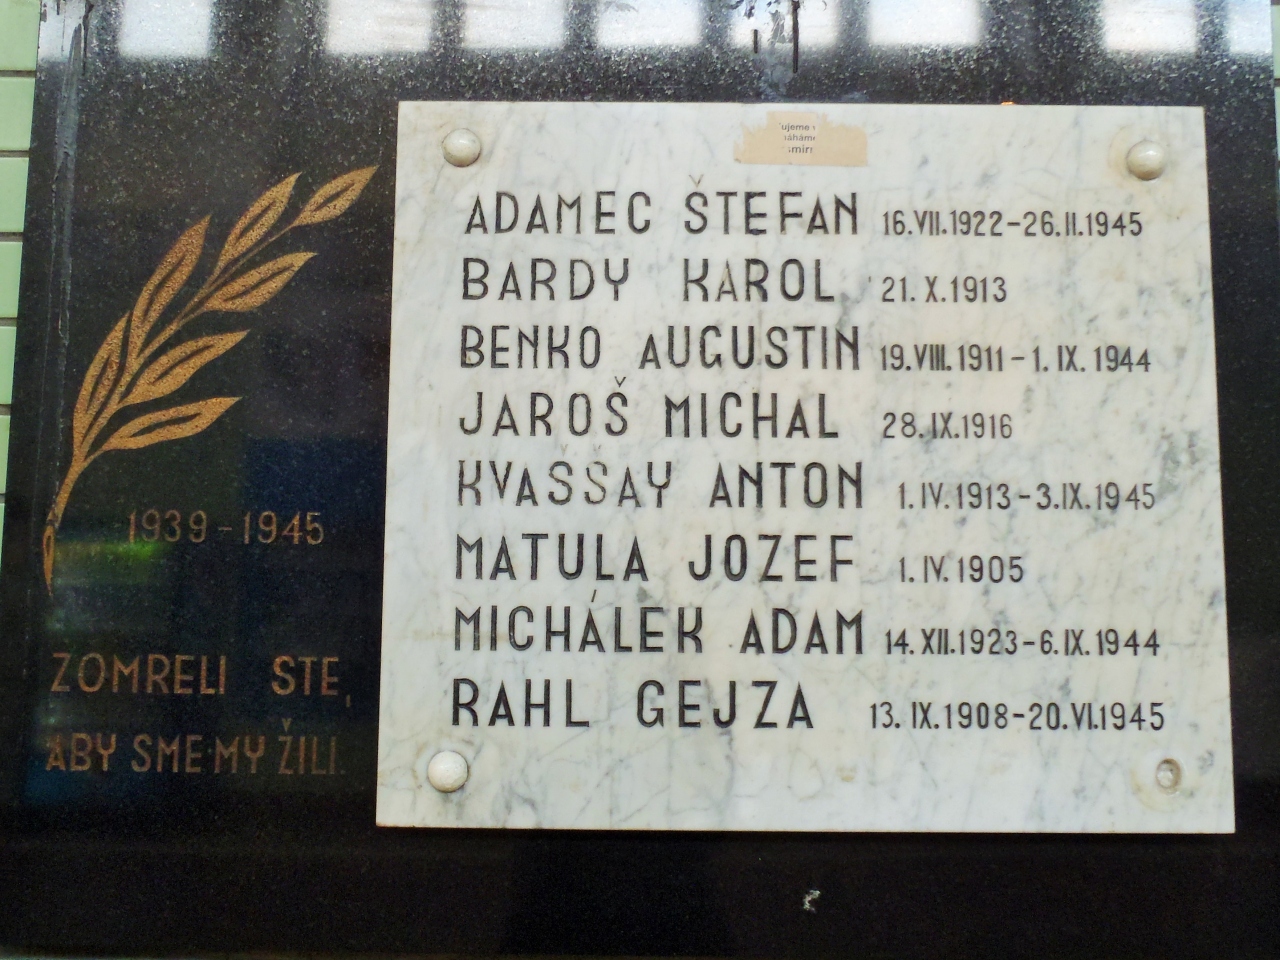 ADAMEC ŠTEFAN 16.VII.1922-26.II.1945
BARDY KAROL 21.X.1913
BENKO AUGUSTIN 19.VIII.1911-1.IX.1944
JAROŠ MICHAL 28.IX.1916
KVAŠŠAY ANTON 1.IV.1913-3.IX.1945
MATULA JOZEF 1.IV.1905
MICHÁLEK ADAM 14.XII.1923-6.IX.1944
RAHL GEJZA 13.IX.1908-20.VI.1945
1939-1945
ZOMRELI STE,
ABY SME MY ŽILI.